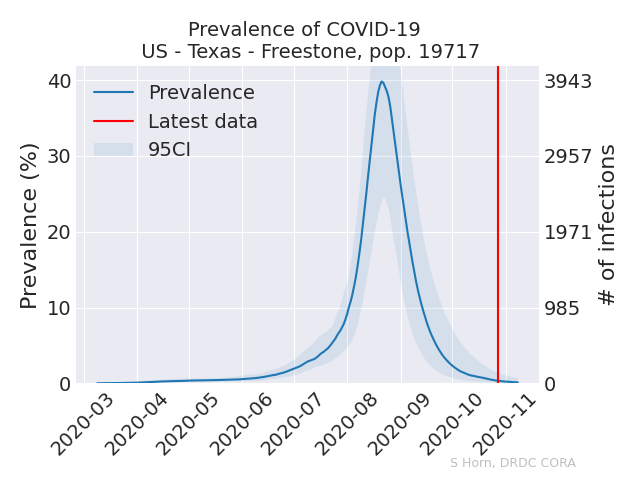 Prevalence of COVID-19
US - Texas - Freestone, pop. 19717
Prevalence
Latest data
95CI
Prevalence (%)
40
30
20
10
0
3943
2957
1971
985
0
# of infections
2020-03
2020-04
2020-05
2020-06
2020-07
2020-08
2020-09
2020-10
2020-11
S Horn, DRDC CORA